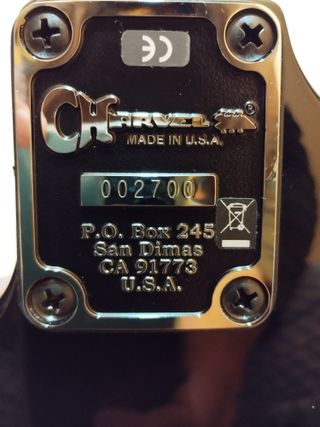 CE
CHARVEL ®
MADE IN U.S.A.
002700
P.O. Box 245
San Dimas
CA 91773
U.S.A.